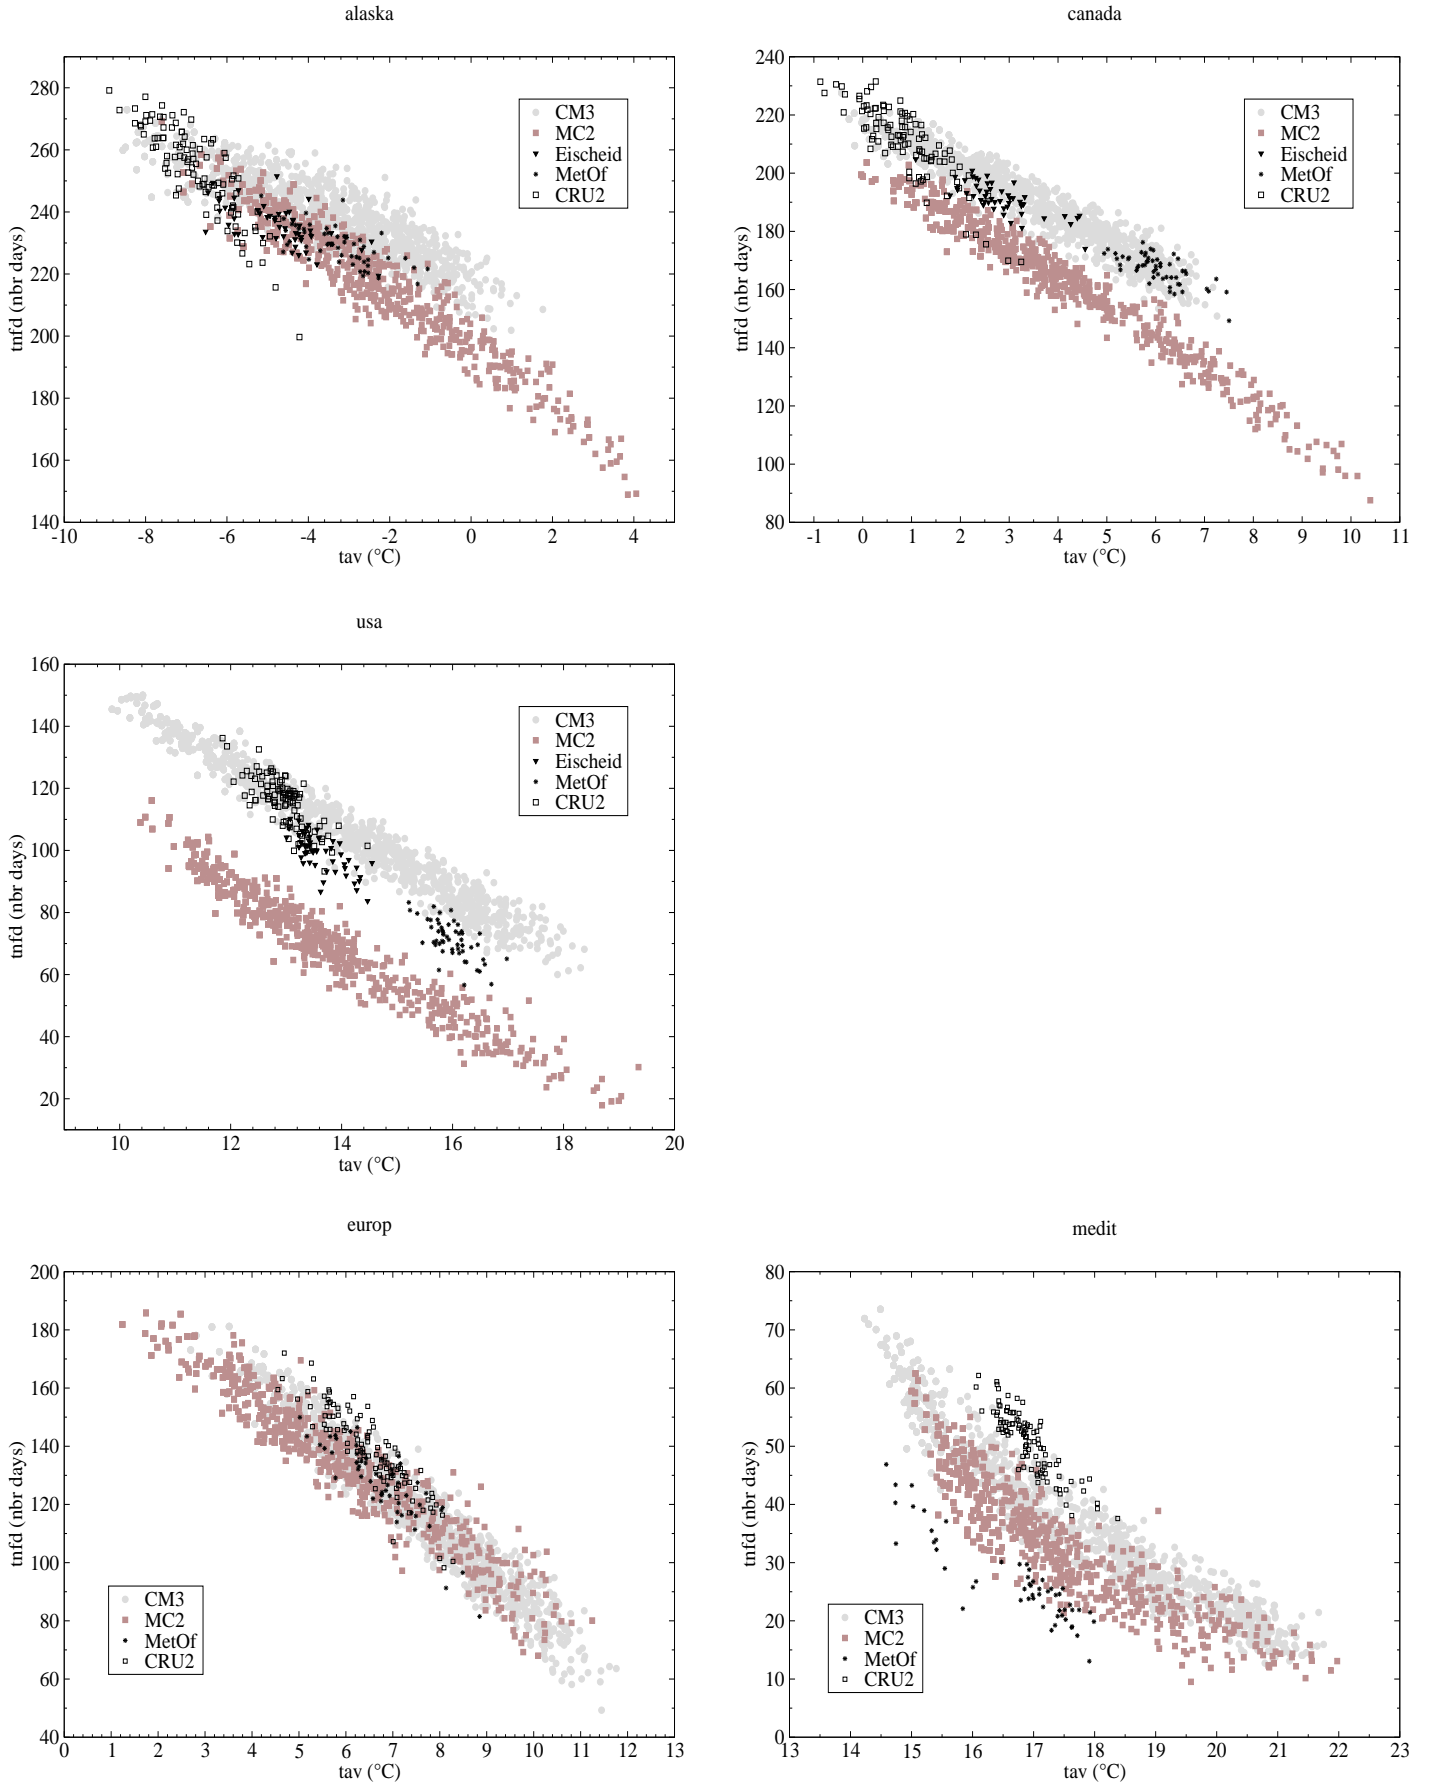 alaska
280
260
240
220
200
180
160
140
tnfd (nbr days)
-10 -8 -6 -4 -2 0 2 4
tav (°C)
CM3
MC2
Eischeid
MetOf
CRU2
canada
240
220
200
180
160
140
120
100
80
tnfd (nbr days)
-1 0 1 2 3 4 5 6 7 8 9 10 11
tav (°C)
CM3
MC2
Eischeid
MetOf
CRU2
usa
160
140
120
100
80
60
40
20
tnfd (nbr days)
10 12 14 16 18 20
tav (°C)
CM3
MC2
Eischeid
MetOf
CRU2
europ
200
180
160
140
120
100
80
60
40
tnfd (nbr days)
0 1 2 3 4 5 6 7 8 9 10 11 12 13
tav (°C)
CM3
MC2
MetOf
CRU2
medit
80
70
60
50
40
30
20
10
0
tnfd (nbr days)
13 14 15 16 17 18 19 20 21 22 23
tav (°C)
CM3
MC2
MetOf
CRU2